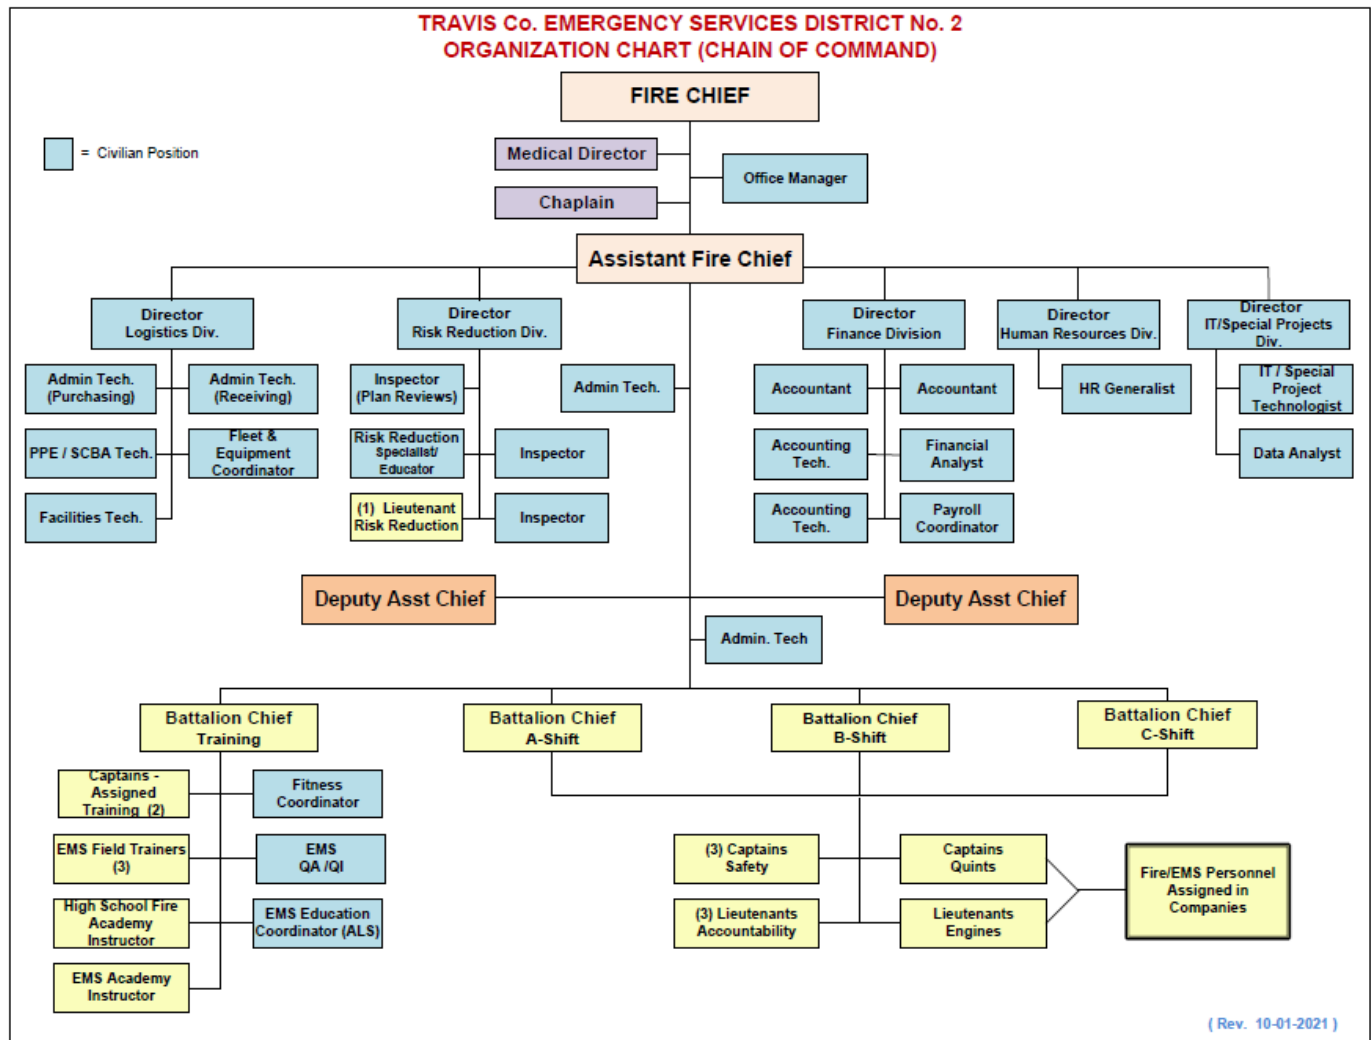 TRAVIS Co. EMERGENCY SERVICES DISTRICT No. 2
ORGANIZATION CHART (CHAIN OF COMMAND)
FIRE CHIEF
= Civilian Position
Medical Director
Office Manager
Chaplain
Assistant Fire Chief
Director
Logistics Div.
Director
Risk Reduction Div.
Director
Finance Division
Director
Human Resources Div.
Director
IT/Special Projects
Div.
Admin Tech.
(Purchasing)
Admin Tech.
(Receiving)
Inspector
(Plan Reviews)
Admin Tech.
Accountant
Accountant
HR Generalist
IT / Special
Project
Technologist
PPE / SCBA Tech.
Fleet &
Equipment
Coordinator
Risk Reduction
Specialist/
Educator
Inspector
Accounting
Tech.
Financial
Analyst
Data Analyst
Facilities Tech.
(1) Lieutenant
Risk Reduction
Inspector
Accounting
Tech.
Payroll
Coordinator
Deputy Asst Chief
Deputy Asst Chief
Admin. Tech
Battalion Chief
Training
Battalion Chief
A-Shift
Battalion Chief
B-Shift
Battalion Chief
C-Shift
Captains -
Assigned
Training (2)
Fitness
Coordinator
EMS Field Trainers
(3)
EMS
QA /QI
(3) Captains
Safety
Captains
Quints
Fire/EMS Personnel
Assigned in
Companies
High School Fire
Academy
Instructor
EMS Education
Coordinator (ALS)
(3) Lieutenants
Accountability
Lieutenants
Engines
EMS Academy
Instructor
( Rev. 10-01-2021 )